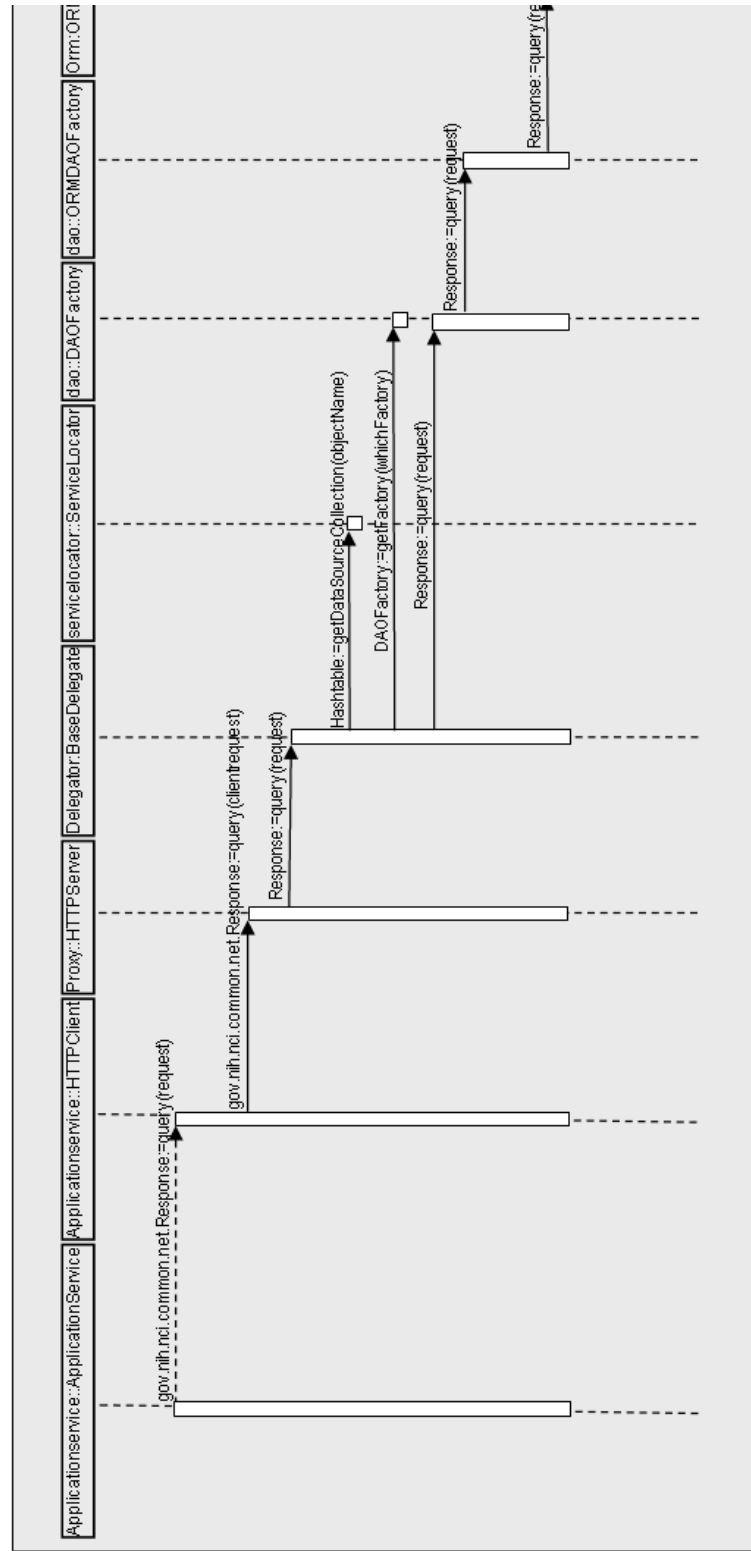 Applicationservice::ApplicationService
Applicationservice::HTTPClient
Proxy::HTTPServer
Delegator:BaseDelegate
servicelocator::ServiceLocator
dao::DAOFactory
dao::ORMDAOFactory
gov.nih.nci.common.net.Response:=query(request)
gov.nih.nci.common.net.Response:=query(clientrequest)
Response:=query(request)
Hashtable:=getDataSourceCollection(objectName)
DAOFactory:=getFactory(whichFactory)
Response:=query(request)
Response:=query(request)